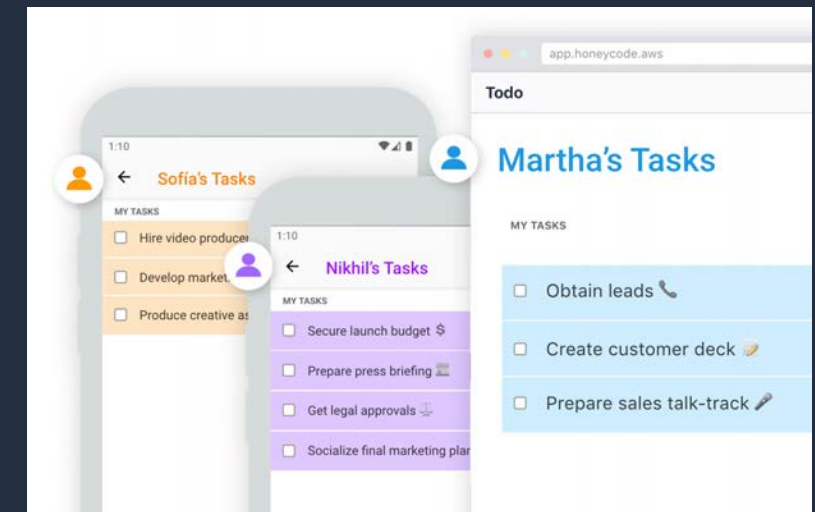 1:10
Sofía's Tasks
MY TASKS
Hire video producer
Develop market
Produce creative as
1:10
Nikhil's Tasks
MY TASKS
Secure launch budget $
Prepare press briefing
Get legal approvals
Socialize final marketing plan
app.honeycode.aws
Todo
Martha's Tasks
MY TASKS
Obtain leads
Create customer deck
Prepare sales talk-track